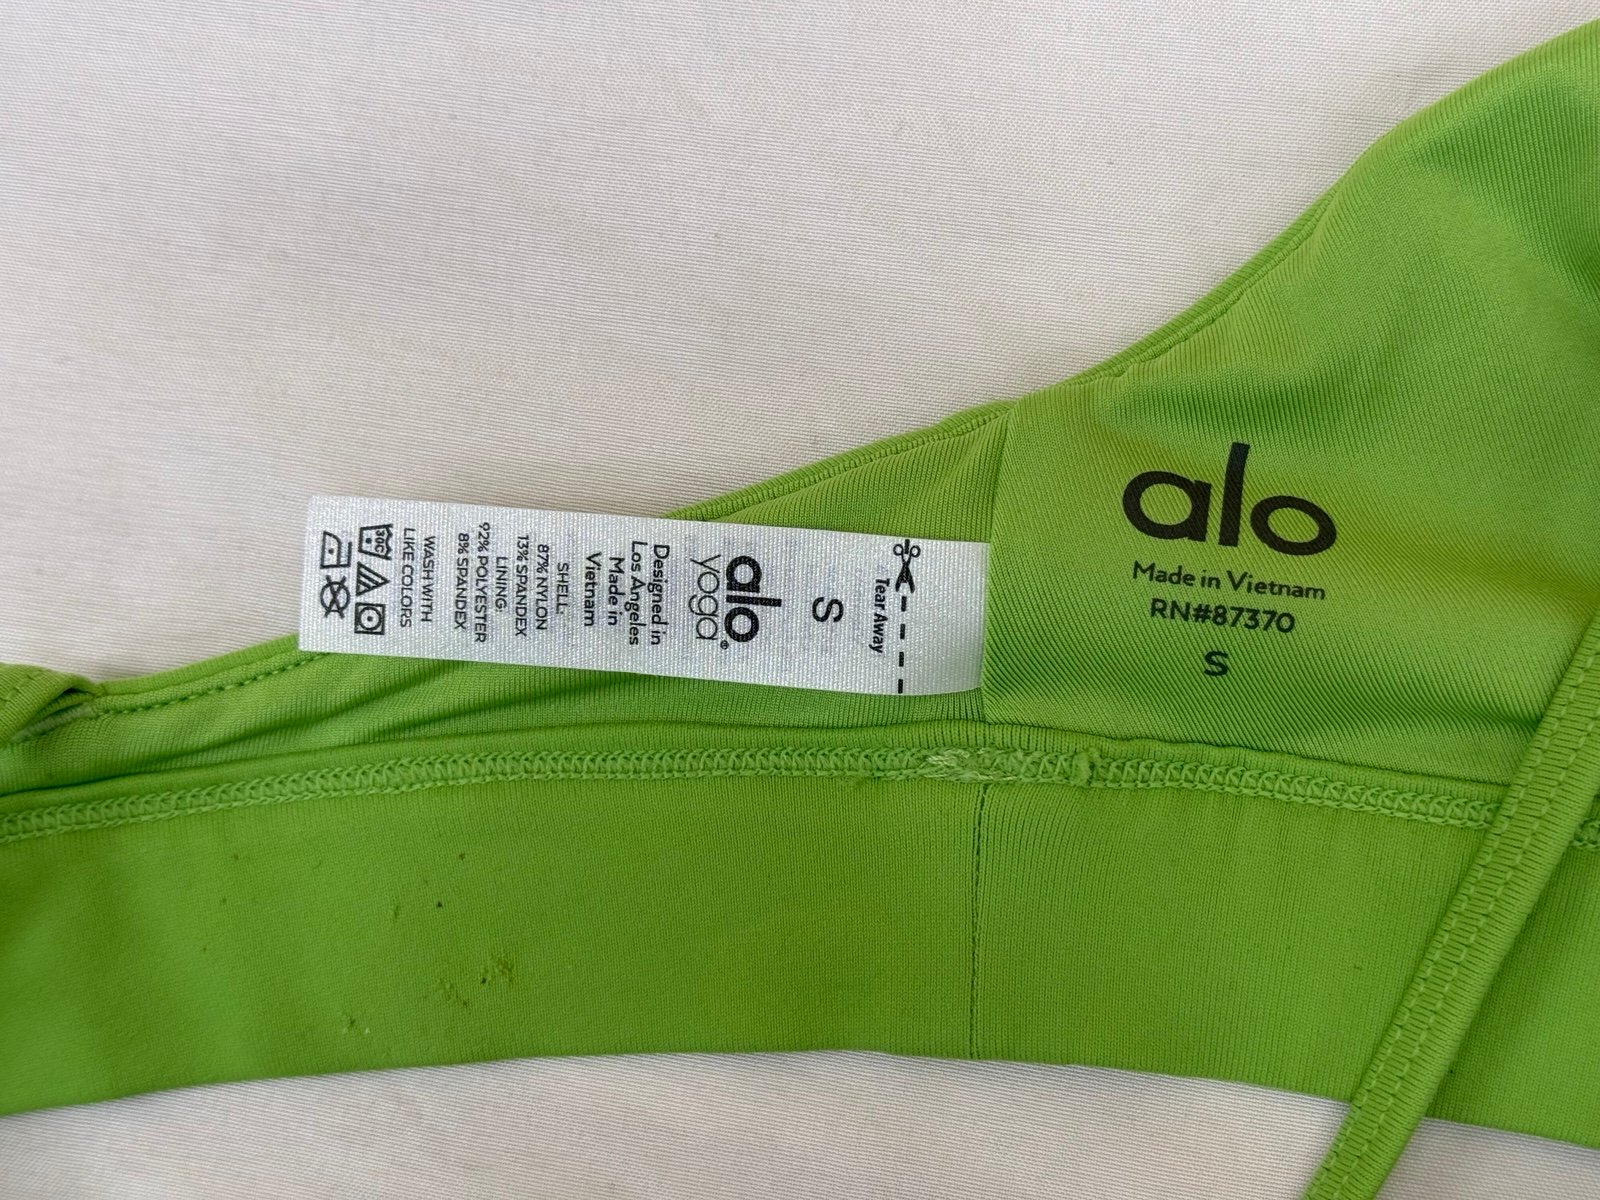 Tear Away
S
alo®
yoga
Designed in
Los Angeles
Made in
Vietnam
SHELL:
87% NYLON
13% SPANDEX
LINING:
92% POLYESTER
8% SPANDEX
WASH WITH
LIKE COLORS
30C
alo
Made in Vietnam
RN#87370
S